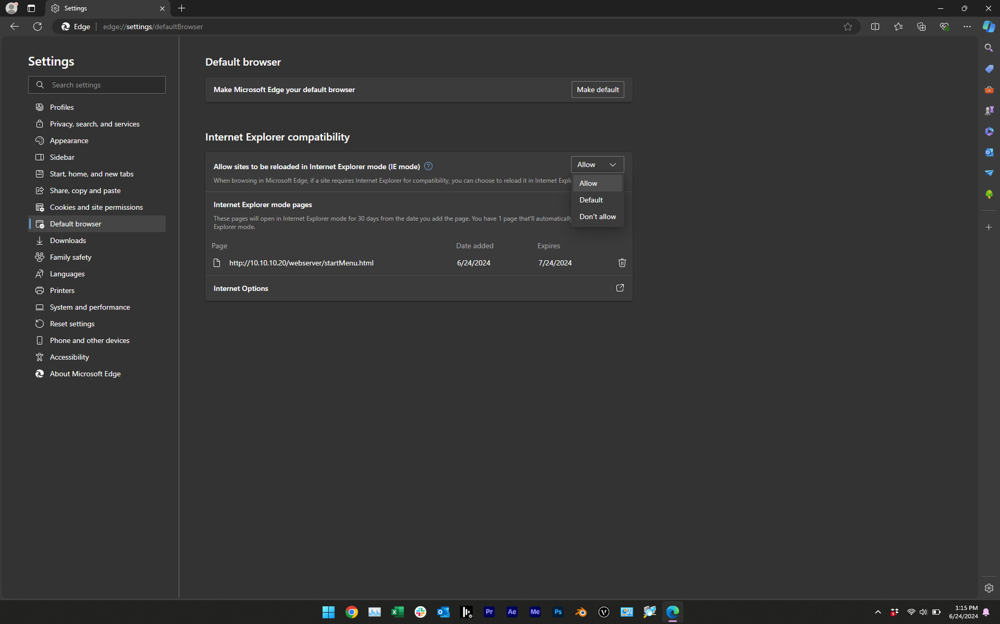 Settings
Edge
edge://settings/defaultBrowser
Settings
Search settings
Profiles
Privacy, search, and services
Appearance
Sidebar
Start, home, and new tabs
Share, copy and paste
Cookies and site permissions
Default browser
Downloads
Family safety
Languages
Printers
System and performance
Reset settings
Phone and other devices
Accessibility
About Microsoft Edge
Default browser
Make Microsoft Edge your default browser
Make default
Internet Explorer compatibility
Allow sites to be reloaded in Internet Explorer mode (IE mode)
Allow
When browsing in Microsoft Edge, if a site requires Internet Explorer for compatibility, you can choose to reload it in Internet Explo
Allow
Default
Don't allow
Internet Explorer mode pages
These pages will open in Internet Explorer mode for 30 days from the date you add the page. You have 1 page that'll automatically
Explorer mode.
Page Date added Expires
http://10.10.10.20/webserver/startMenu.html 6/24/2024 7/24/2024
Internet Options
Pr
Ae
Me
Ps
1:15 PM
6/24/2024